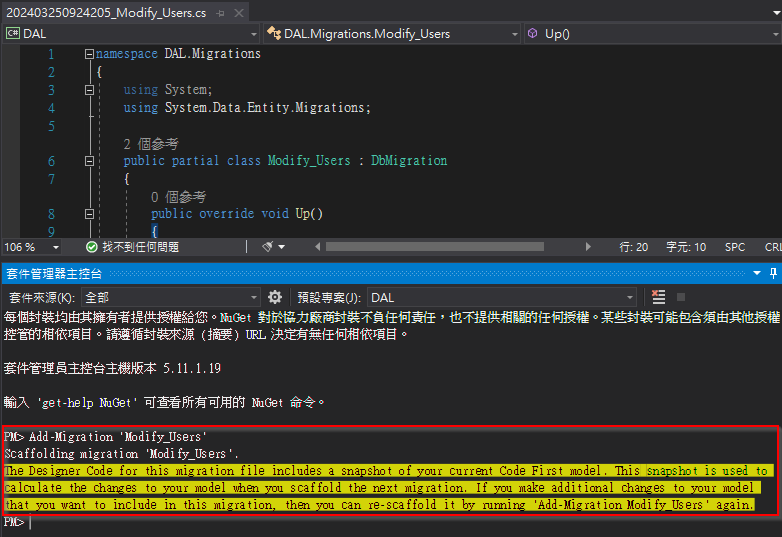 202403250924205_Modify_Users.cs
DAL DAL.Migrations.Modify_Users Up()
1 namespace DAL.Migrations
2 {
3 using System;
4 using System.Data.Entity.Migrations;
5
2 個參考
6 public partial class Modify_Users : DbMigration
7 {
0 個參考
8 public override void Up()
9 {
106 % 找不到任何問題 行: 20 字元: 10 SPC CRL
套件管理器主控台
套件來源(K): 全部 預設專案(J): DAL
每個封裝均由其擁有者提供授權給您。NuGet 對於協力廠商封裝不負任何責任，也不提供相關的任何授權。某些封裝可能包含須由其他授權
控管的相依項目。請遵循封裝來源 (摘要) URL 決定有無任何相依項目。
套件管理員主控台主機版本 5.11.1.19
輸入 'get-help NuGet' 可查看所有可用的 NuGet 命令。
PM> Add-Migration 'Modify_Users'
Scaffolding migration 'Modify_Users'.
The Designer Code for this migration file includes a snapshot of your current Code First model. This snapshot is used to
calculate the changes to your model when you scaffold the next migration. If you make additional changes to your model
that you want to include in this migration, then you can re-scaffold it by running 'Add-Migration Modify_Users' again.
PM>